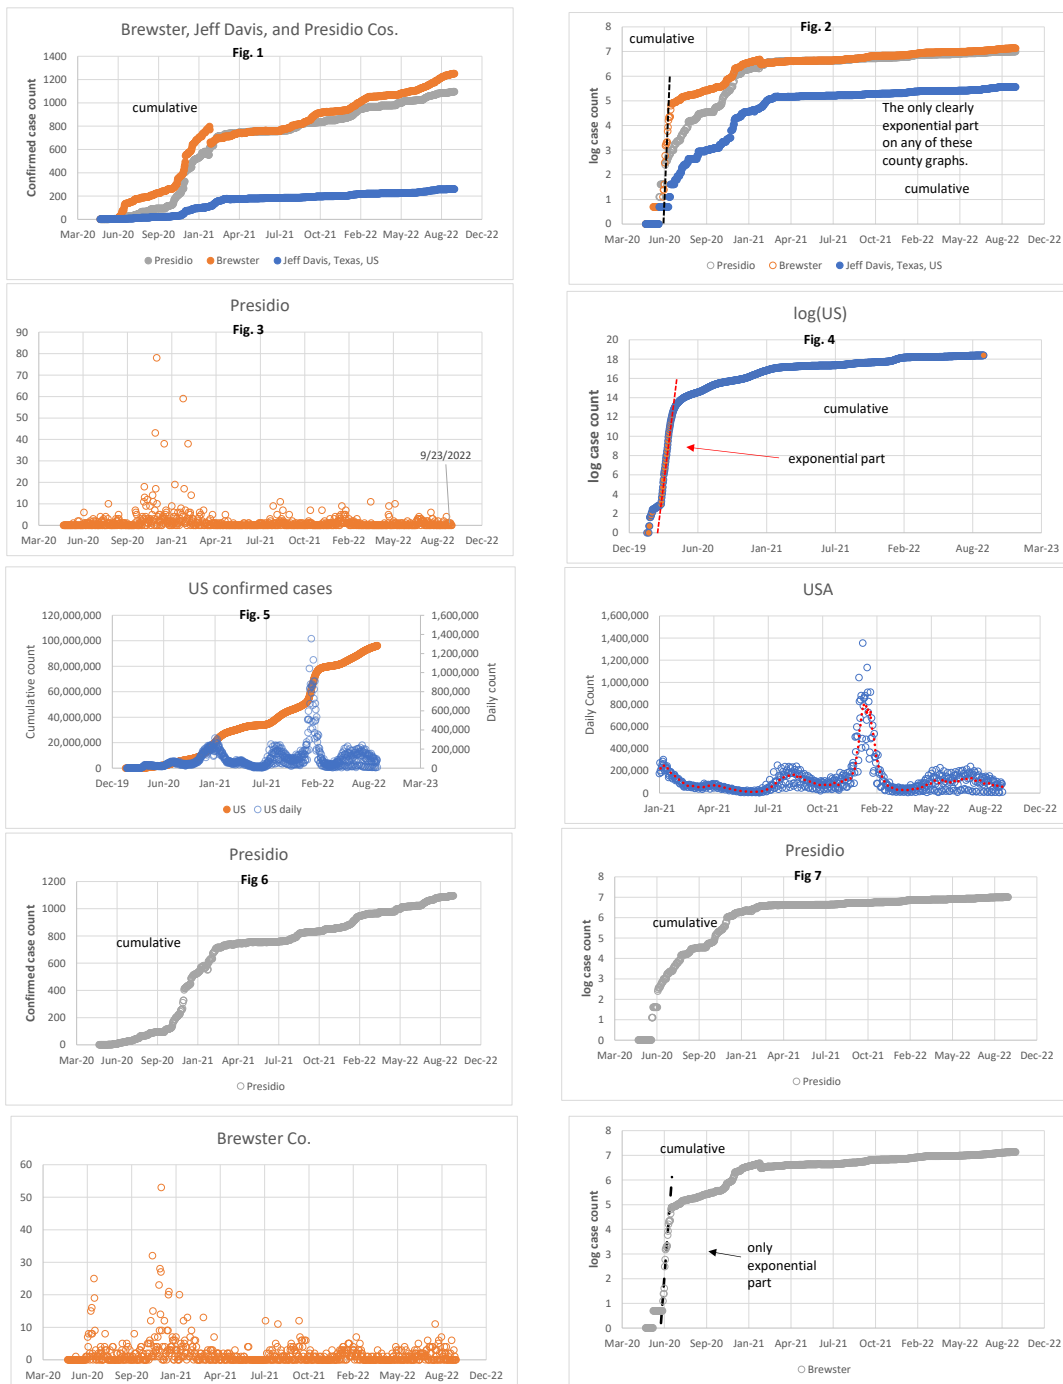 Brewster, Jeff Davis, and Presidio Cos.
Fig. 1
cumulative
Confirmed case count
1400
1200
1000
800
600
400
200
0
Mar-20 Jun-20 Sep-20 Jan-21 Apr-21 Jul-21 Oct-21 Feb-22 May-22 Aug-22 Dec-22
Presidio Brewster Jeff Davis, Texas, US
Fig. 2
cumulative
log case count
8
7
6
5
4
3
2
1
0
The only clearly
exponential part
on any of these
county graphs.
cumulative
Mar-20 Jun-20 Sep-20 Jan-21 Apr-21 Jul-21 Oct-21 Feb-22 May-22 Aug-22 Dec-22
Presidio Brewster Jeff Davis, Texas, US
Presidio
Fig. 3
90
80
70
60
50
40
30
20
10
0
9/23/2022
Mar-20 Jun-20 Sep-20 Jan-21 Apr-21 Jul-21 Oct-21 Feb-22 May-22 Aug-22 Dec-22
log(US)
Fig. 4
log case count
20
18
16
14
12
10
8
6
4
2
0
cumulative
exponential part
Dec-19 Jun-20 Jan-21 Jul-21 Feb-22 Aug-22 Mar-23
US confirmed cases
Fig. 5
Cumulative count
120,000,000
100,000,000
80,000,000
60,000,000
40,000,000
20,000,000
0
1,600,000
1,400,000
1,200,000
1,000,000
800,000
600,000
400,000
200,000
0
Daily count
Dec-19 Jun-20 Jan-21 Jul-21 Feb-22 Aug-22 Mar-23
US US daily
USA
Daily Count
1,600,000
1,400,000
1,200,000
1,000,000
800,000
600,000
400,000
200,000
0
Jan-21 Apr-21 Jul-21 Oct-21 Feb-22 May-22 Aug-22 Dec-22
Presidio
Fig 6
cumulative
Confirmed case count
1200
1000
800
600
400
200
0
Mar-20 Jun-20 Sep-20 Jan-21 Apr-21 Jul-21 Oct-21 Feb-22 May-22 Aug-22 Dec-22
Presidio
Presidio
Fig 7
cumulative
log case count
8
7
6
5
4
3
2
1
0
Mar-20 Jun-20 Sep-20 Jan-21 Apr-21 Jul-21 Oct-21 Feb-22 May-22 Aug-22 Dec-22
Presidio
Brewster Co.
60
50
40
30
20
10
0
Mar-20 Jun-20 Sep-20 Jan-21 Apr-21 Jul-21 Oct-21 Feb-22 May-22 Aug-22 Dec-22
cumulative
log case count
8
7
6
5
4
3
2
1
0
only
exponential
part
Mar-20 Jun-20 Sep-20 Jan-21 Apr-21 Jul-21 Oct-21 Feb-22 May-22 Aug-22 Dec-22
Brewster